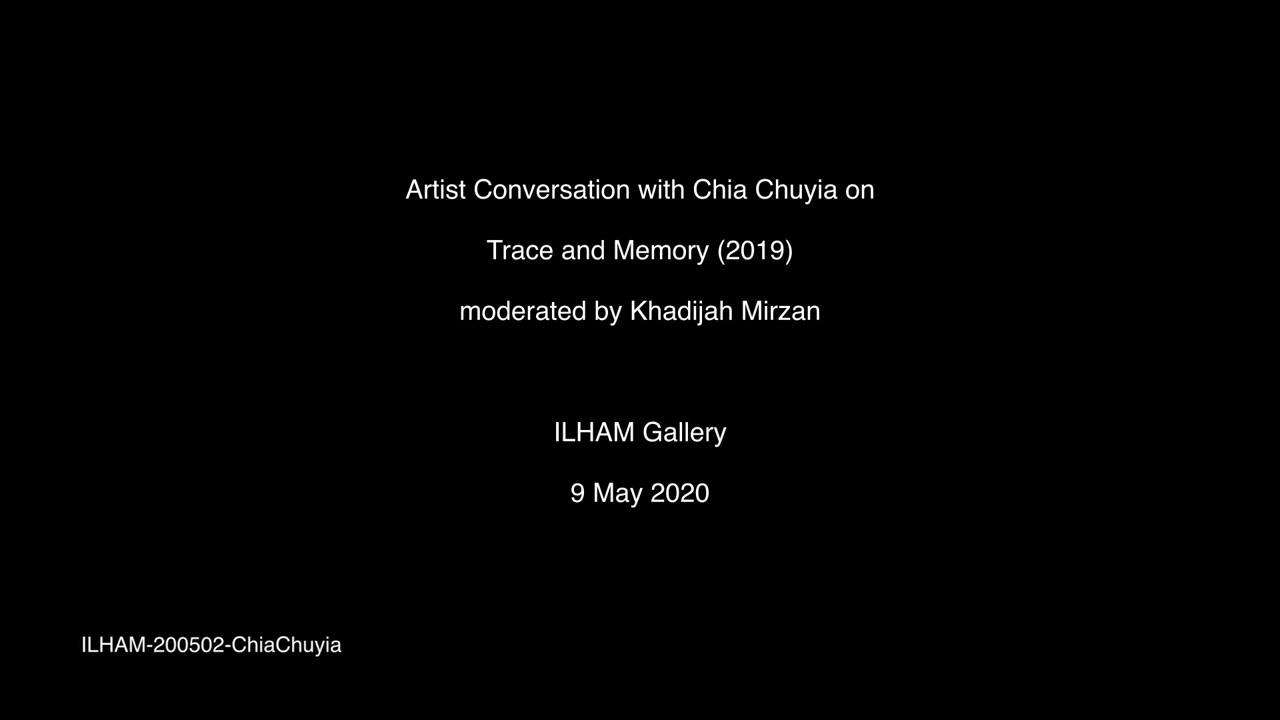 Artist Conversation with Chia Chuyia on
Trace and Memory (2019)
moderated by Khadijah Mirzan
ILHAM Gallery
9 May 2020
ILHAM-200502-ChiaChuyia